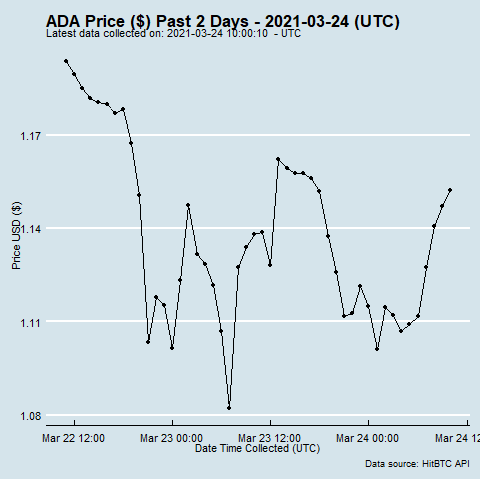 ADA Price ($) Past 2 Days - 2021-03-24 (UTC)
Latest data collected on: 2021-03-24 10:00:10 - UTC
1.17
1.14
1.11
1.08
Price USD ($)
Mar 22 12:00 Mar 23 00:00 Mar 23 12:00 Mar 24 00:00 Mar 24 12
Date Time Collected (UTC)
Data source: HitBTC API